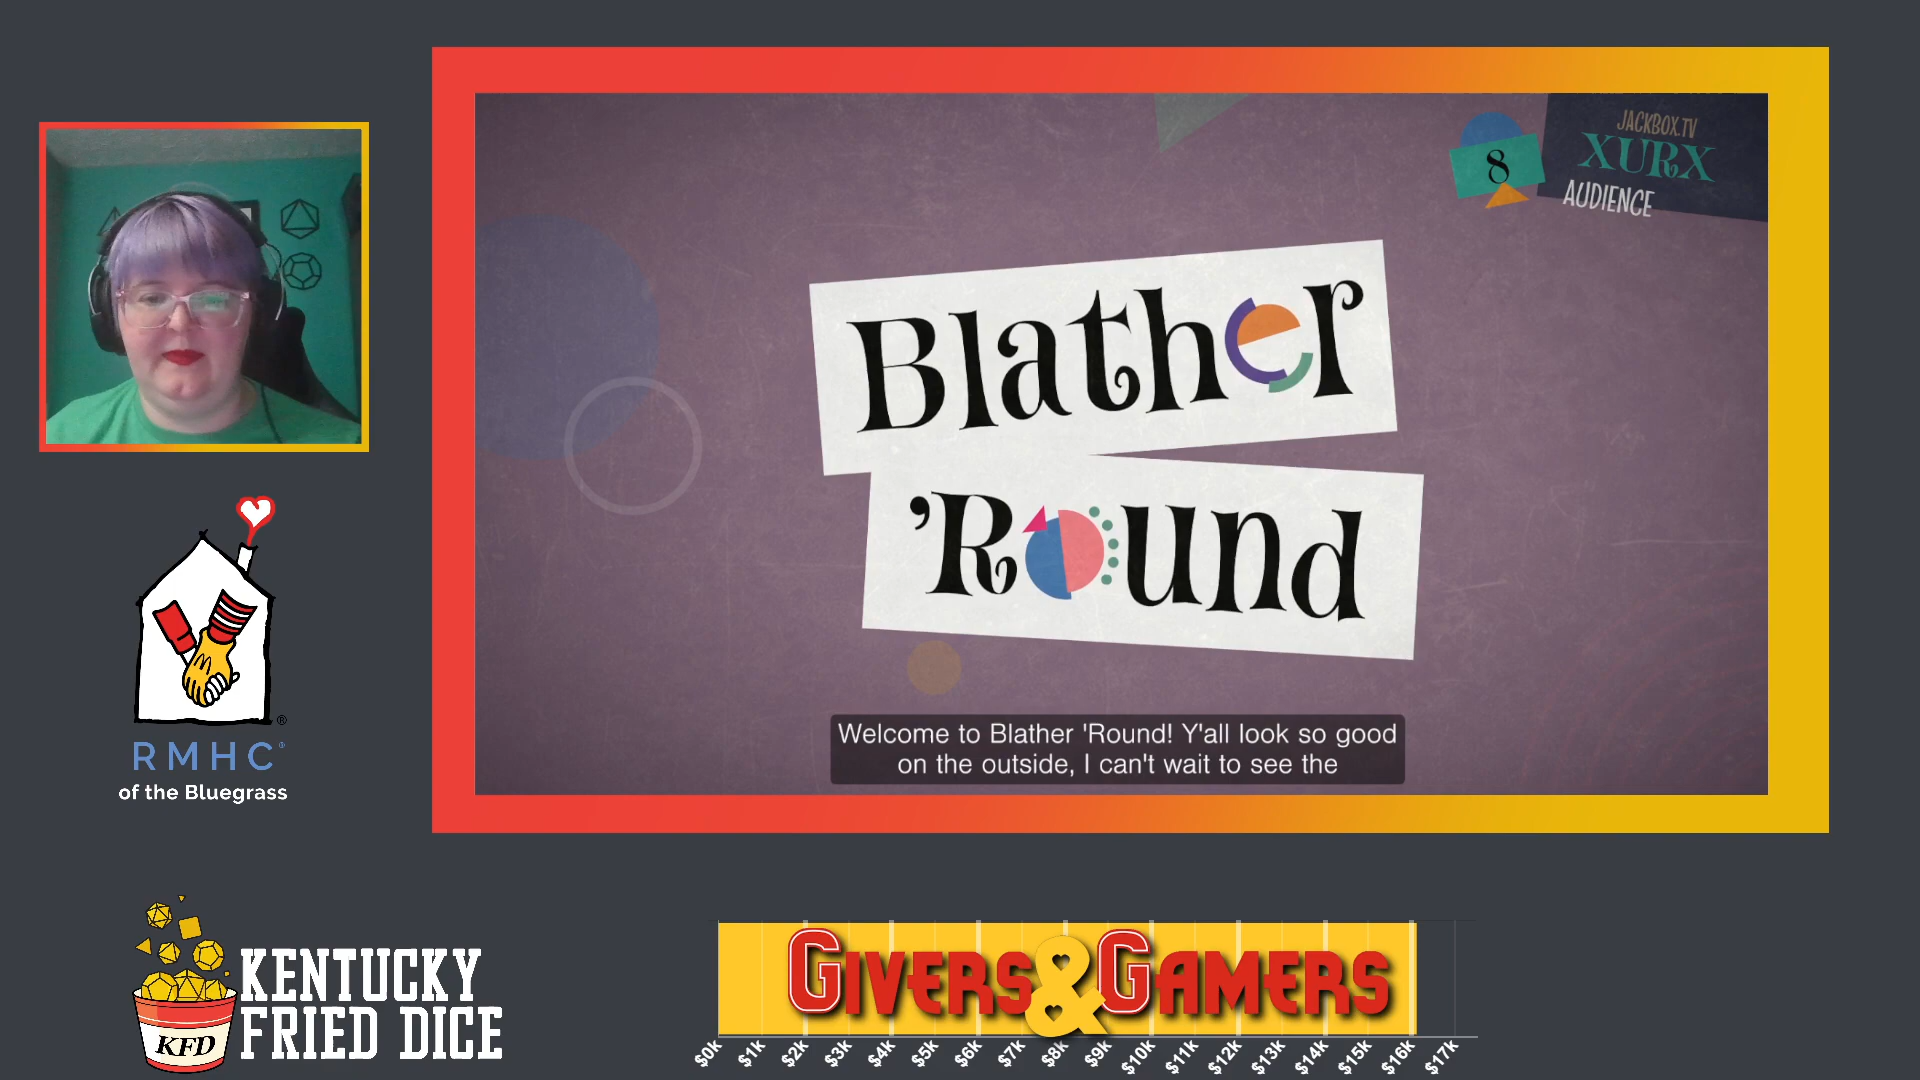 JACKBOX.TV
XURX
8
AUDIENCE
Blather
'Round
Welcome to Blather 'Round! Y'all look so good
on the outside, I can't wait to see the
RMHC®
of the Bluegrass
®
KENTUCKY
FRIED DICE
KFD
GIVERS & GAMERS
$0k $1k $2k $3k $4k $5k $6k $7k $8k $9k $10k $11k $12k $13k $14k $15k $16k $17k